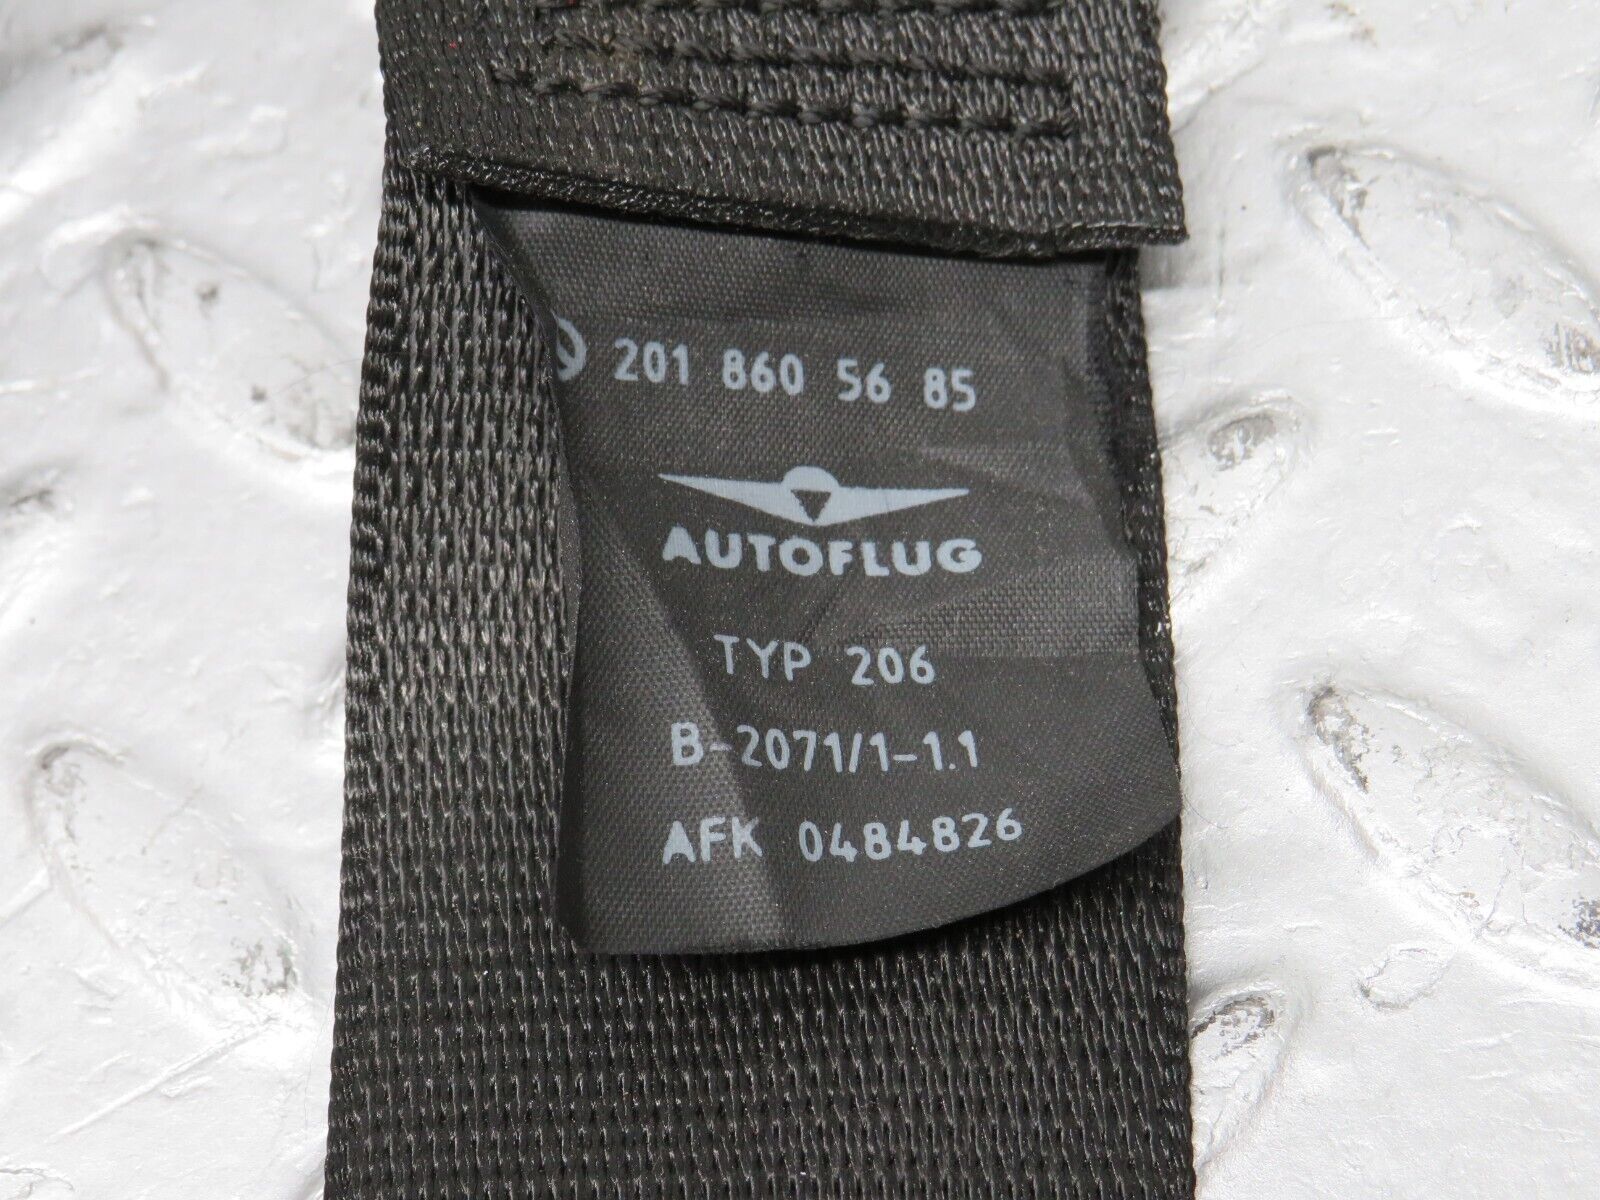 201 860 56 85
AUTOFLUG
TYP 206
B-2071/1-1.1
AFK 0484826